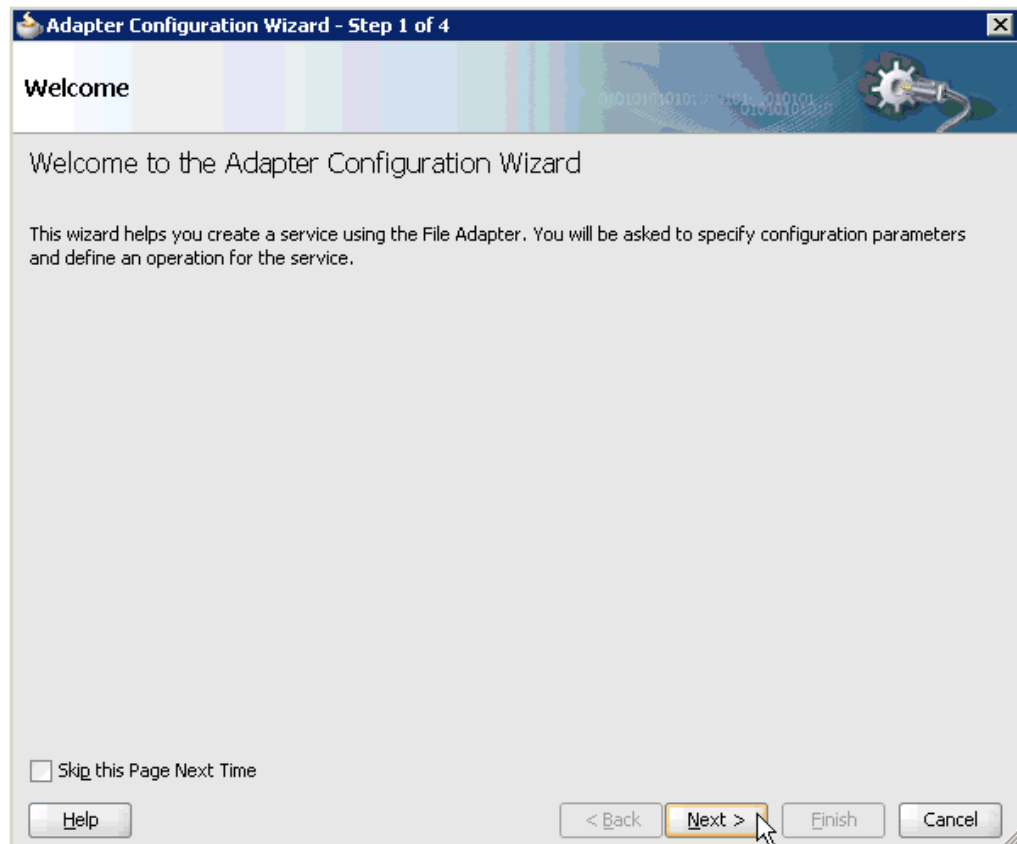 Adapter Configuration Wizard - Step 1 of 4
Welcome
Welcome to the Adapter Configuration Wizard
This wizard helps you create a service using the File Adapter. You will be asked to specify configuration parameters
and define an operation for the service.
Skip this Page Next Time
Help
< Back
Next >
Finish
Cancel